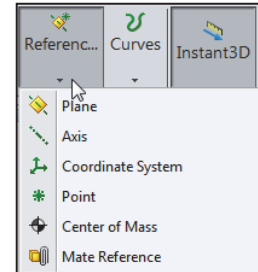 Referenc... Curves Instant3D
Plane
Axis
Coordinate System
Point
Center of Mass
Mate Reference